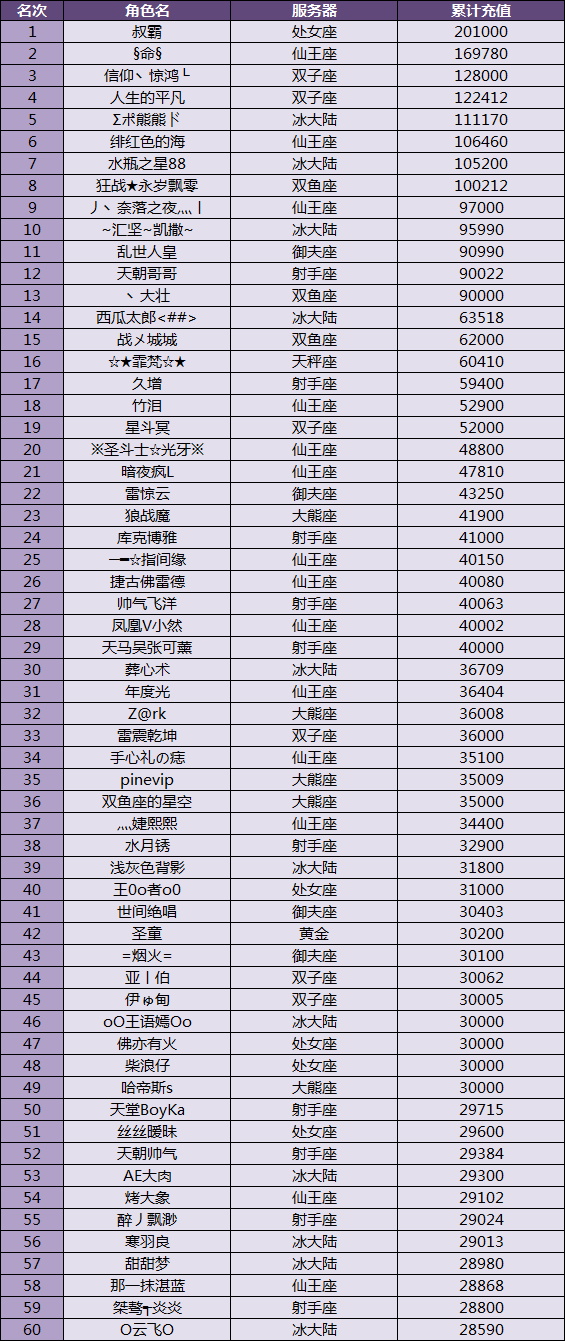 名次 角色名 服务器 累计充值
1 叔霸 处女座 201000
2 §命§ 仙王座 169780
3 信仰丶惊鸿╰ 双子座 128000
4 人生的平凡 双子座 122412
5 Σポ熊熊ド 冰大陆 111170
6 绯红色的海 仙王座 106460
7 水瓶之星88 冰大陆 105200
8 狂战★永岁飘零 双鱼座 100212
9 丿丶奈落之夜灬丨 仙王座 97000
10 ~汇坚~凯撒~ 冰大陆 95990
11 乱世人皇 御夫座 90990
12 天朝哥哥 射手座 90022
13 丶大壮 双鱼座 90000
14 西瓜太郎<##> 冰大陆 63518
15 战メ城城 双鱼座 62000
16 ☆★霏梵☆★ 天秤座 60410
17 久增 射手座 59400
18 竹泪 仙王座 52900
19 星斗冥 双子座 52000
20 ※圣斗士☆光牙※ 仙王座 48800
21 暗夜疯L 仙王座 47810
22 雷惊云 御夫座 43250
23 狼战魔 大熊座 41900
24 库克博雅 射手座 41000
25 ─━☆指间缘 仙王座 40150
26 捷古佛雷德 仙王座 40080
27 帅气飞洋 射手座 40063
28 凤凰V小然 仙王座 40002
29 天马昊张可薰 射手座 40000
30 葬心术 冰大陆 36709
31 年度光 仙王座 36404
32 Z@rk 大熊座 36008
33 雷震乾坤 双子座 36000
34 手心礼の痣 仙王座 35100
35 pinevip 大熊座 35009
36 双鱼座的星空 大熊座 35000
37 灬婕熙熙 仙王座 34400
38 水月锈 射手座 32900
39 浅灰色背影 冰大陆 31800
40 王0o者o0 处女座 31000
41 世间绝唱 御夫座 30403
42 圣童 黄金 30200
43 =烟火= 御夫座 30100
44 亚丨伯 双子座 30062
45 伊ゅ甸 双子座 30005
46 oO王语嫣Oo 冰大陆 30000
47 佛亦有火 处女座 30000
48 柴浪仔 处女座 30000
49 哈帝斯s 大熊座 30000
50 天堂BoyKa 射手座 29715
51 丝丝暧昧 处女座 29600
52 天朝帅气 射手座 29384
53 AE大肉 冰大陆 29300
54 烤大象 仙王座 29102
55 醉丿飘渺 射手座 29024
56 寒羽良 冰大陆 29013
57 甜甜梦 冰大陆 28980
58 那一抹湛蓝 仙王座 28868
59 桀骜┓炎炎 射手座 28800
60 O云飞O 冰大陆 28590